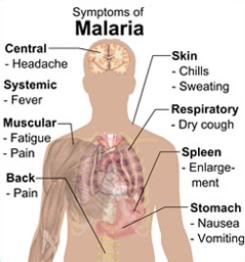 Symptoms of
Malaria
Central
- Headache
Systemic
- Fever
Muscular
- Fatigue
- Pain
Back
- Pain
Skin
- Chills
- Sweating
Respiratory
- Dry cough
Spleen
- Enlarge-
ment
Stomach
- Nausea
- Vomiting